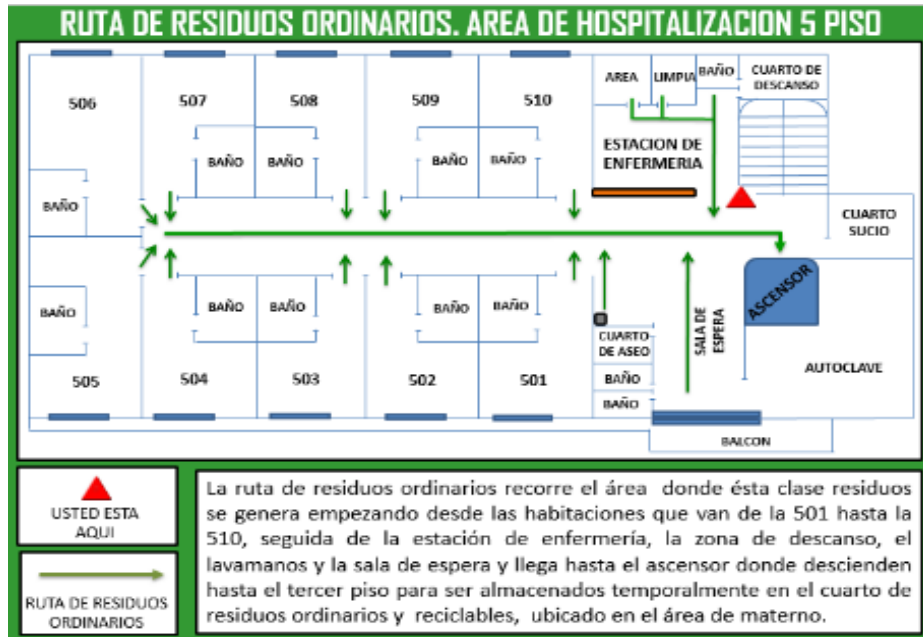 RUTA DE RESIDUOS ORDINARIOS. AREA DE HOSPITALIZACION 5 PISO
506
507
508
509
510
AREA
LIMPIA
BAÑO
CUARTO DE
DESCANSO
ESTACION DE
ENFERMERIA
BAÑO
BAÑO
BAÑO
BAÑO
BAÑO
CUARTO
SUCIO
BAÑO
BAÑO
BAÑO
BAÑO
BAÑO
ASCENSOR
SALA DE
ESPERA
CUARTO
DE ASEO
AUTOCLAVE
505
504
503
502
501
BAÑO
BAÑO
BALCON
USTED ESTA
AQUI
RUTA DE RESIDUOS
ORDINARIOS
La ruta de residuos ordinarios recorre el área donde ésta clase residuos
se genera empezando desde las habitaciones que van de la 501 hasta la
510, seguida de la estación de enfermería, la zona de descanso, el
lavamanos y la sala de espera y llega hasta el ascensor donde descienden
hasta el tercer piso para ser almacenados temporalmente en el cuarto de
residuos ordinarios y reciclables, ubicado en el área de materno.